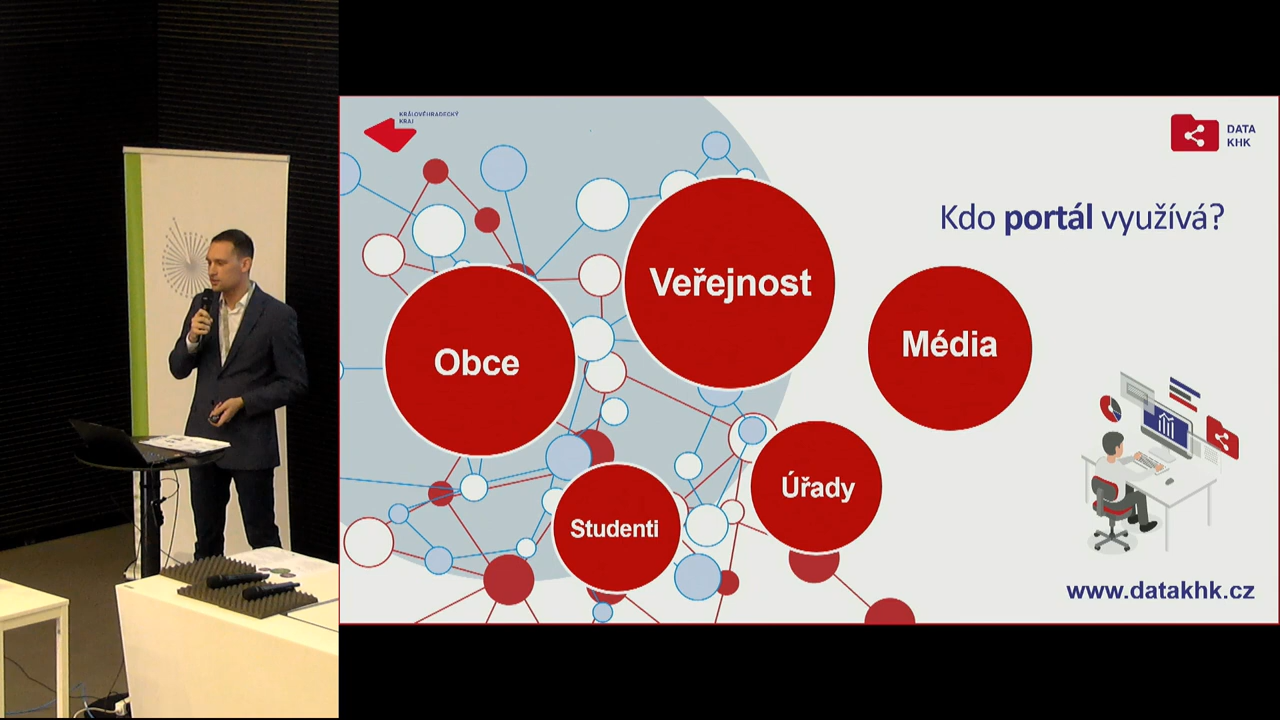 KRÁLOVÉHRADECKÝ
KRAJ
DATA
KHK
Kdo portál využívá?
Veřejnost
Média
Obce
Úřady
Studenti
www.datakhk.cz